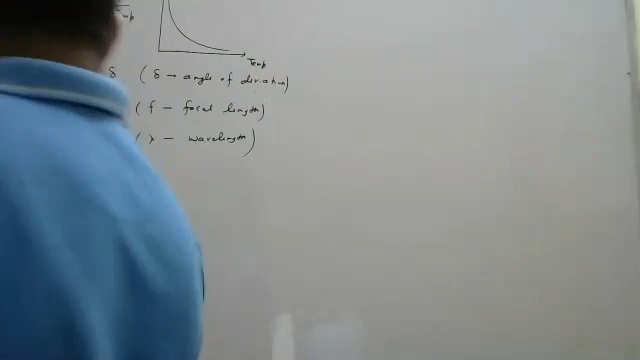 Temp
δ ( δ → angle of deviation)
( f — focal length)
( λ — wavelength)